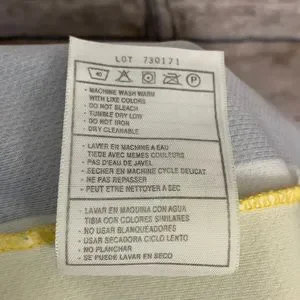 LOT 730171
40 P
- MACHINE WASH WARM
WITH LIKE COLORS
- DO NOT BLEACH
- TUMBLE DRY LOW
- DO NOT IRON
- DRY CLEANABLE
- LAVER EN MACHINE A EAU
TIEDE AVEC MEMES COULEURS
- PAS D'EAU DE JAVEL
- SECHER EN MACHINE CYCLE DELICAT
- NE PAS REPASSER
- PEUT ETRE NETTOYER A SEC
LAVAR EN MAQUINA CON AGUA
TIBIA CON COLORES SIMILARES
- NO USAR BLANQUEADORES
- USAR SECADORA CICLO LENTO
- NO PLANCHAR
- SE PUEDE LAVAR EN SECO